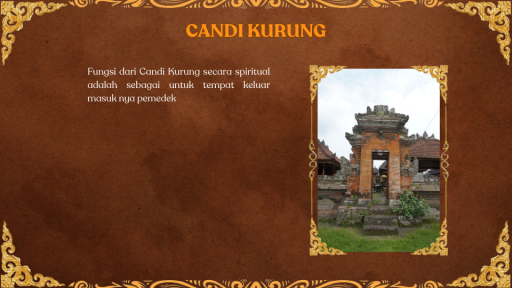 CANDI KURUNG
Fungsi dari Candi Kurung secara spiritual
adalah sebagai untuk tempat keluar
masuk nya pemedek